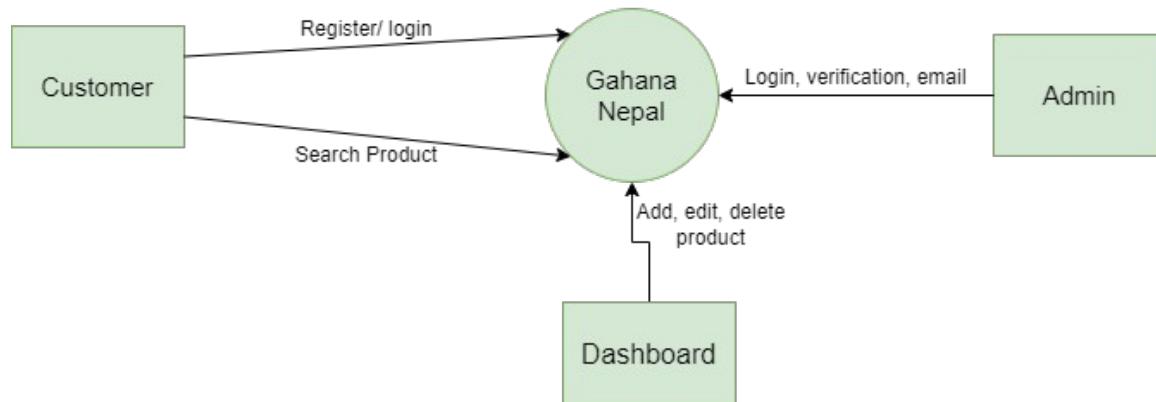 Register/ login
Customer
Gahana
Nepal
Login, verification, email
Admin
Search Product
Add, edit, delete
product
Dashboard